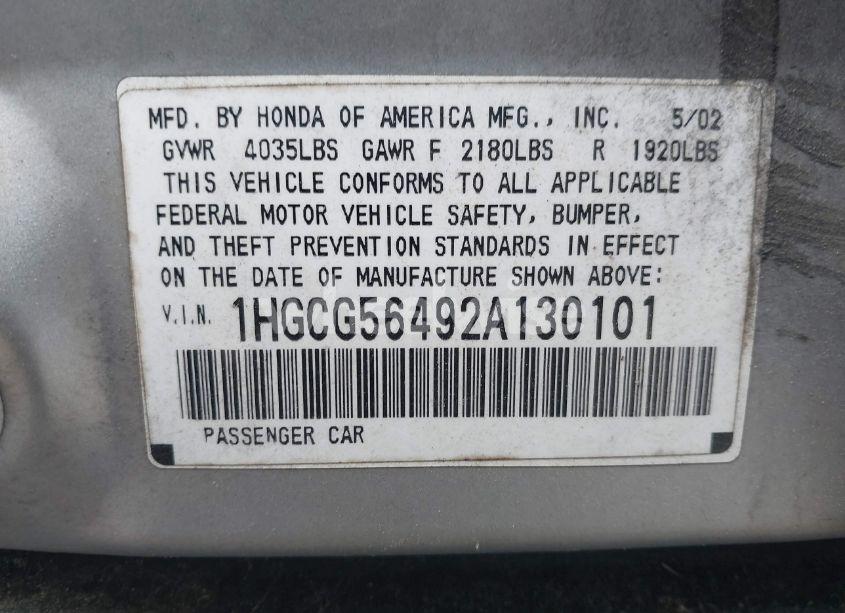 MFD. BY HONDA OF AMERICA MFG., INC. 5/02
GVWR 4035LBS GAWR F 2180LBS R 1920LBS
THIS VEHICLE CONFORMS TO ALL APPLICABLE
FEDERAL MOTOR VEHICLE SAFETY, BUMPER,
AND THEFT PREVENTION STANDARDS IN EFFECT
ON THE DATE OF MANUFACTURE SHOWN ABOVE:
V.I.N. 1HGCG56492A130101
PASSENGER CAR